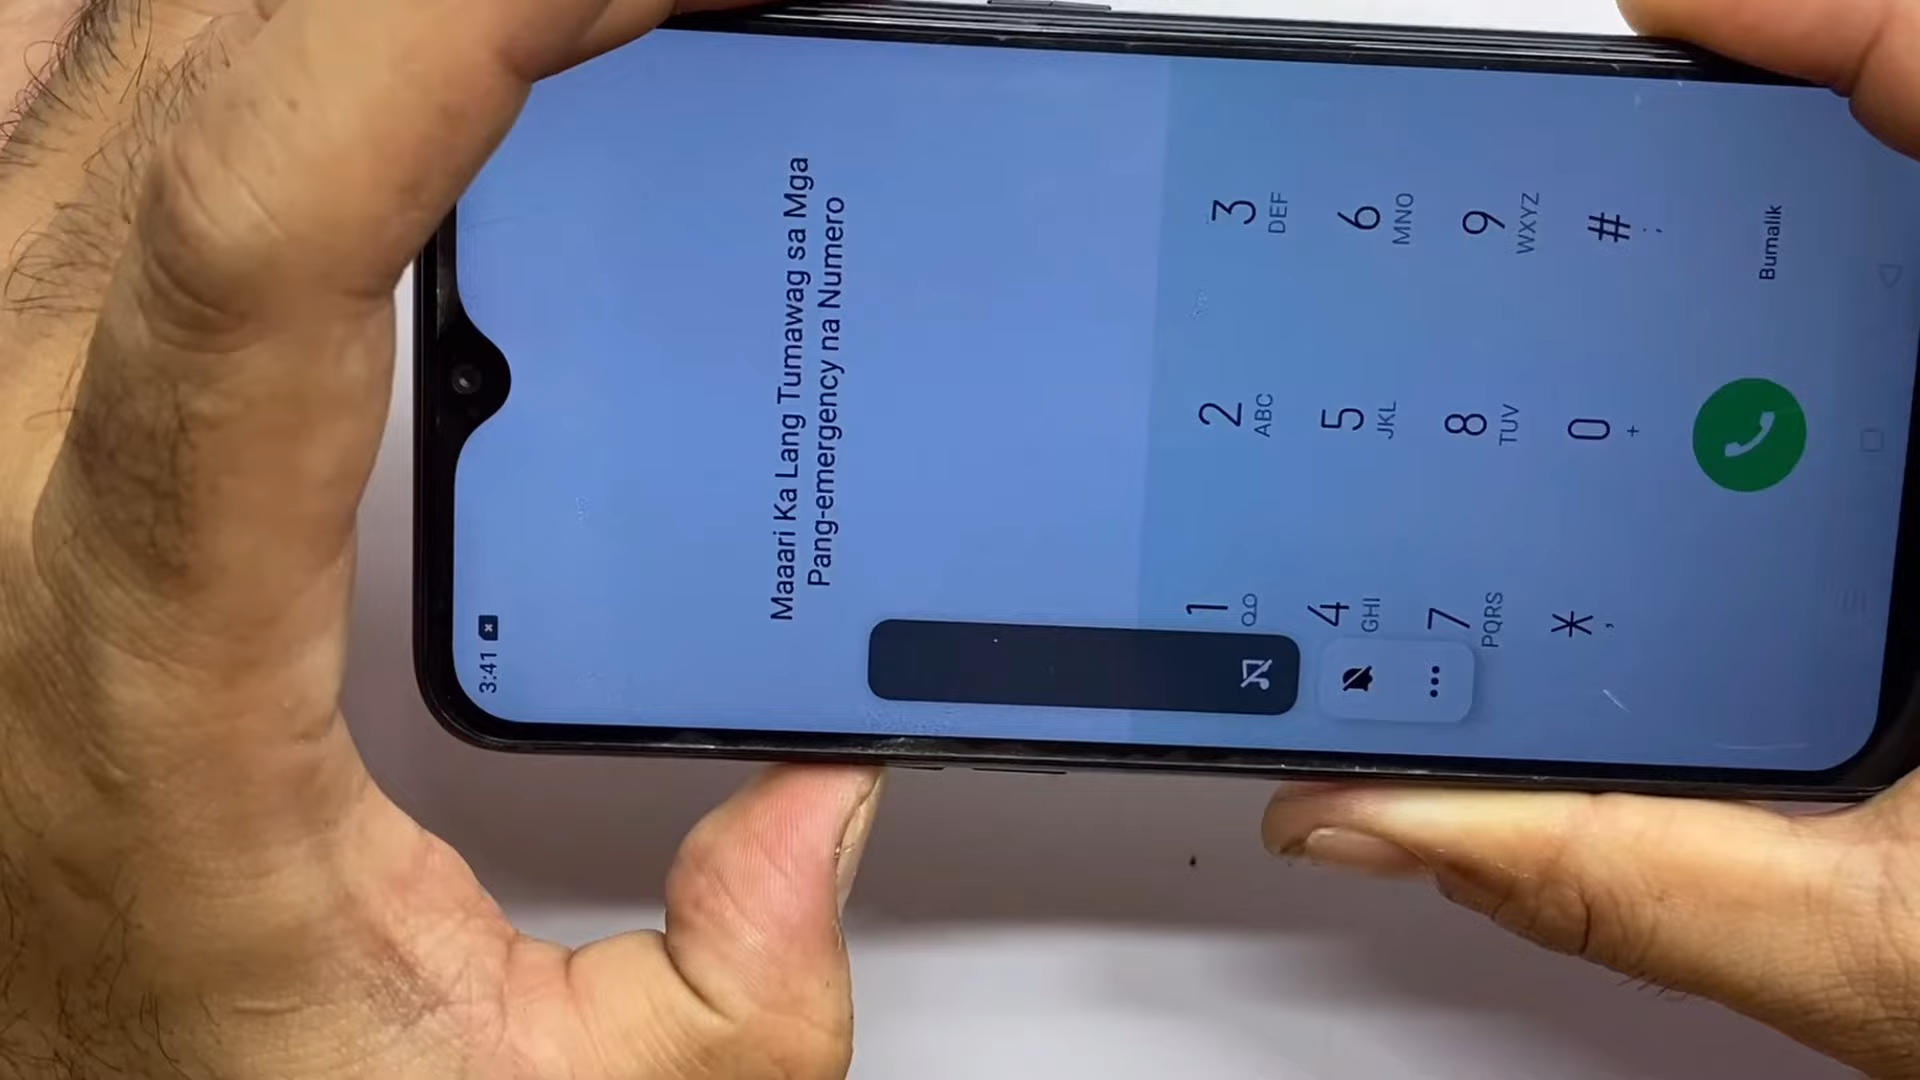 3:41
Maaari Ka Lang Tumawag sa Mga
Pang-emergency na Numero
1
2 ABC
3 DEF
4 GHI
5 JKL
6 MNO
7 PQRS
8 TUV
9 WXYZ
* ,
0 +
# ;
Bumalik